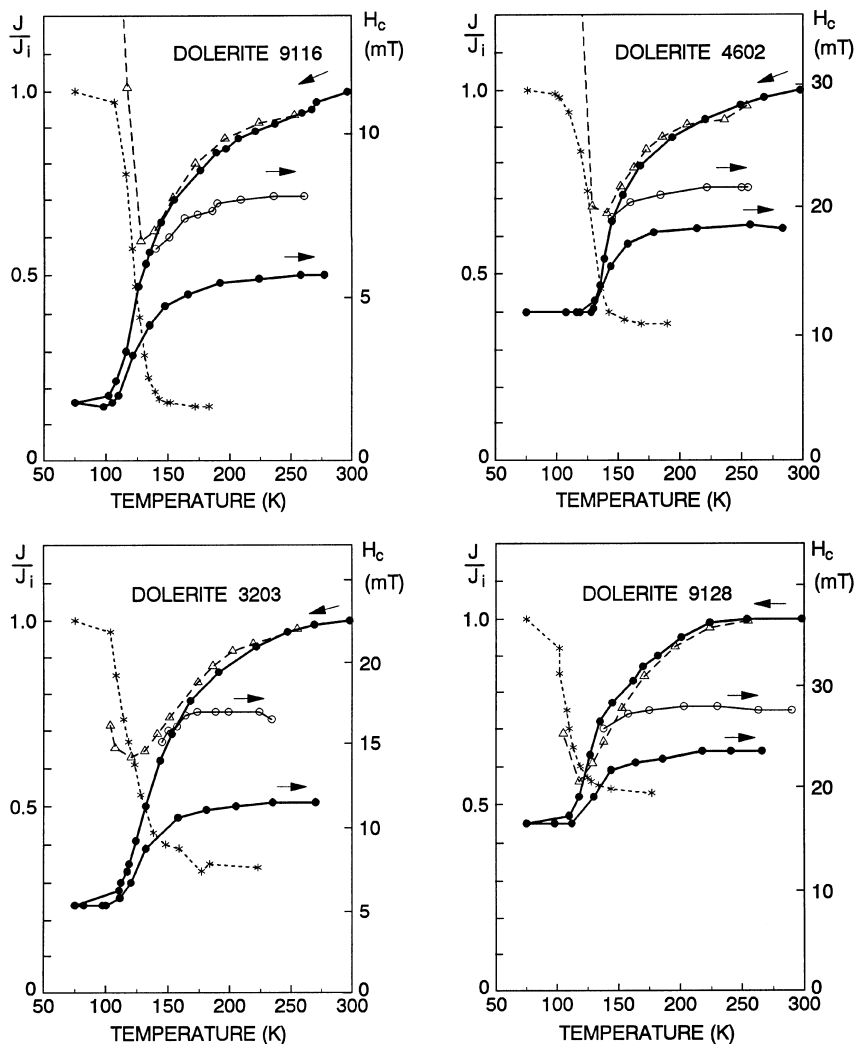 J/Ji
DOLERITE 9116
Hc
(mT)
1.0
0.5
0
10
5
0
50 100 150 200 250 300
TEMPERATURE (K)
J/Ji
DOLERITE 4602
Hc
(mT)
1.0
0.5
0
30
20
10
0
50 100 150 200 250 300
TEMPERATURE (K)
J/Ji
DOLERITE 3203
Hc
(mT)
1.0
0.5
0
20
15
10
5
0
50 100 150 200 250 300
TEMPERATURE (K)
J/Ji
DOLERITE 9128
Hc
(mT)
1.0
0.5
0
30
20
10
0
50 100 150 200 250 300
TEMPERATURE (K)